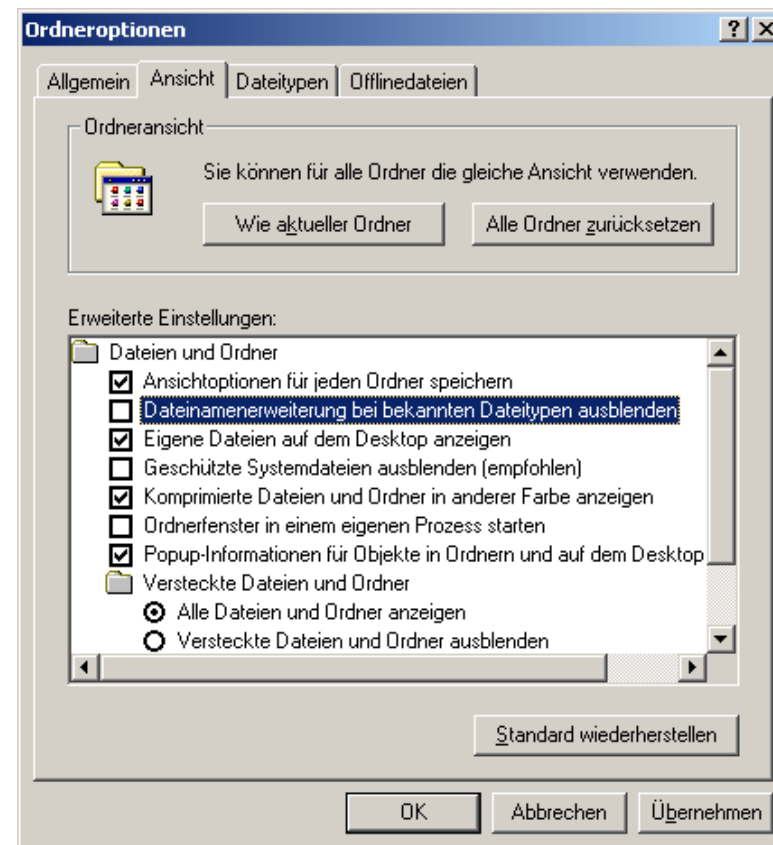 Ordneroptionen
Allgemein Ansicht Dateitypen Offlinedateien
Ordneransicht
Sie können für alle Ordner die gleiche Ansicht verwenden.
Wie aktueller Ordner Alle Ordner zurücksetzen
Erweiterte Einstellungen:
Dateien und Ordner
Ansichtoptionen für jeden Ordner speichern
Dateinamenerweiterung bei bekannten Dateitypen ausblenden
Eigene Dateien auf dem Desktop anzeigen
Geschützte Systemdateien ausblenden (empfohlen)
Komprimierte Dateien und Ordner in anderer Farbe anzeigen
Ordnerfenster in einem eigenen Prozess starten
Popup-Informationen für Objekte in Ordnern und auf dem Desktop
Versteckte Dateien und Ordner
Alle Dateien und Ordner anzeigen
Versteckte Dateien und Ordner ausblenden
Standard wiederherstellen
OK Abbrechen Übernehmen